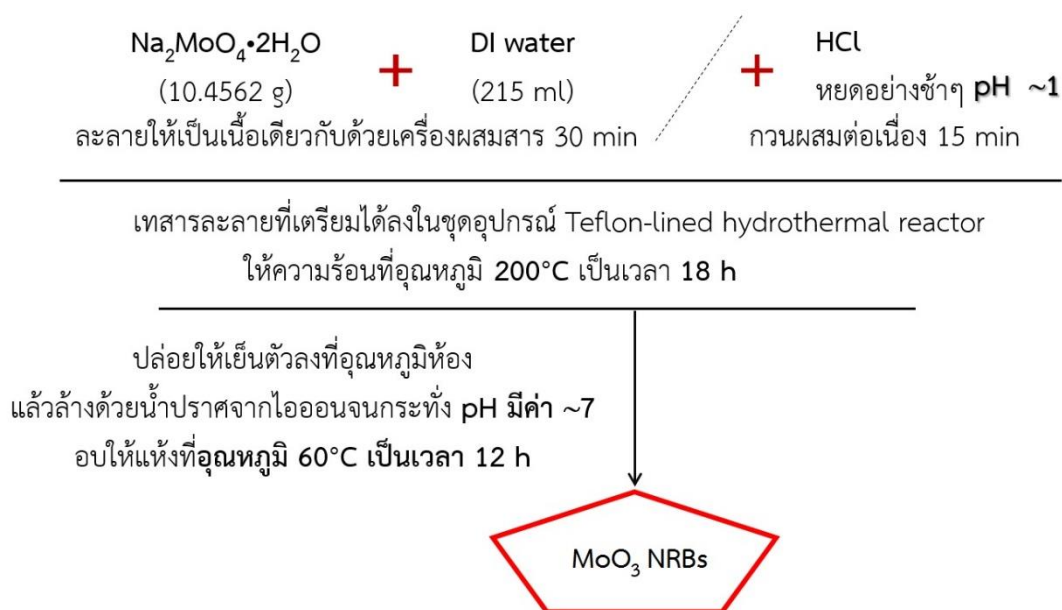 Na₂MoO₄•2H₂O + DI water + HCl
(10.4562 g) (215 ml) หยดอย่างช้าๆ pH ~1
ละลายให้เป็นเนื้อเดียวกับด้วยเครื่องผสมสาร 30 min กวนผสมต่อเนื่อง 15 min
เทสารละลายที่เตรียมได้ลงในชุดอุปกรณ์ Teflon-lined hydrothermal reactor
ให้ความร้อนที่อุณหภูมิ 200°C เป็นเวลา 18 h
ปล่อยให้เย็นตัวลงที่อุณหภูมิห้อง
แล้วล้างด้วยน้ำปราศจากไอออนจนกระทั่ง pH มีค่า ~7
อบให้แห้งที่อุณหภูมิ 60°C เป็นเวลา 12 h
MoO₃ NRBs